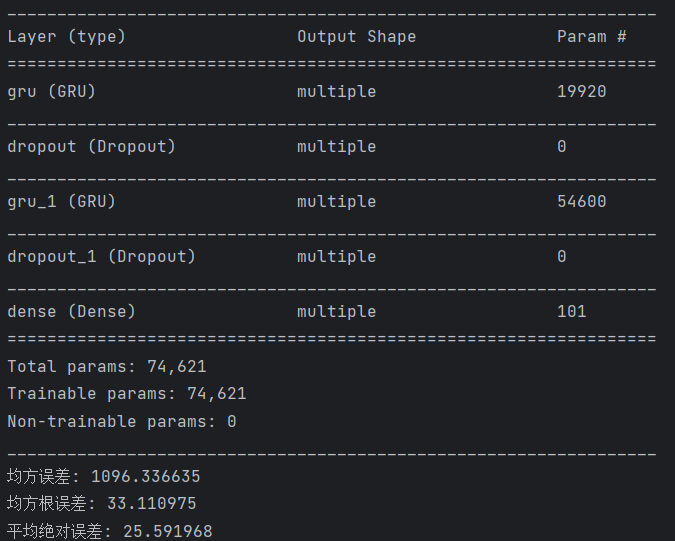 _________________________________________________________________
Layer (type)                 Output Shape              Param #
=================================================================
gru (GRU)                    multiple                  19920
_________________________________________________________________
dropout (Dropout)            multiple                  0
_________________________________________________________________
gru_1 (GRU)                  multiple                  54600
_________________________________________________________________
dropout_1 (Dropout)          multiple                  0
_________________________________________________________________
dense (Dense)                multiple                  101
=================================================================
Total params: 74,621
Trainable params: 74,621
Non-trainable params: 0
_________________________________________________________________
均方误差: 1096.336635
均方根误差: 33.110975
平均绝对误差: 25.591968